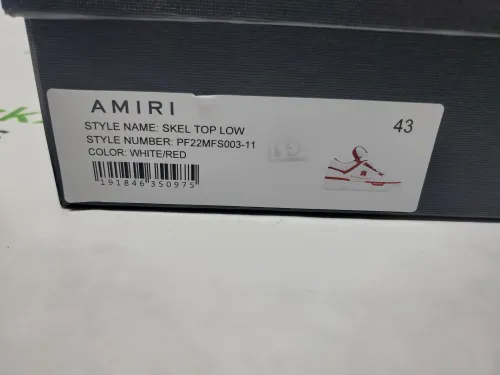 AMIRI
STYLE NAME: SKEL TOP LOW
STYLE NUMBER: PF22MFS003-11
COLOR: WHITE/RED
191846350975
43